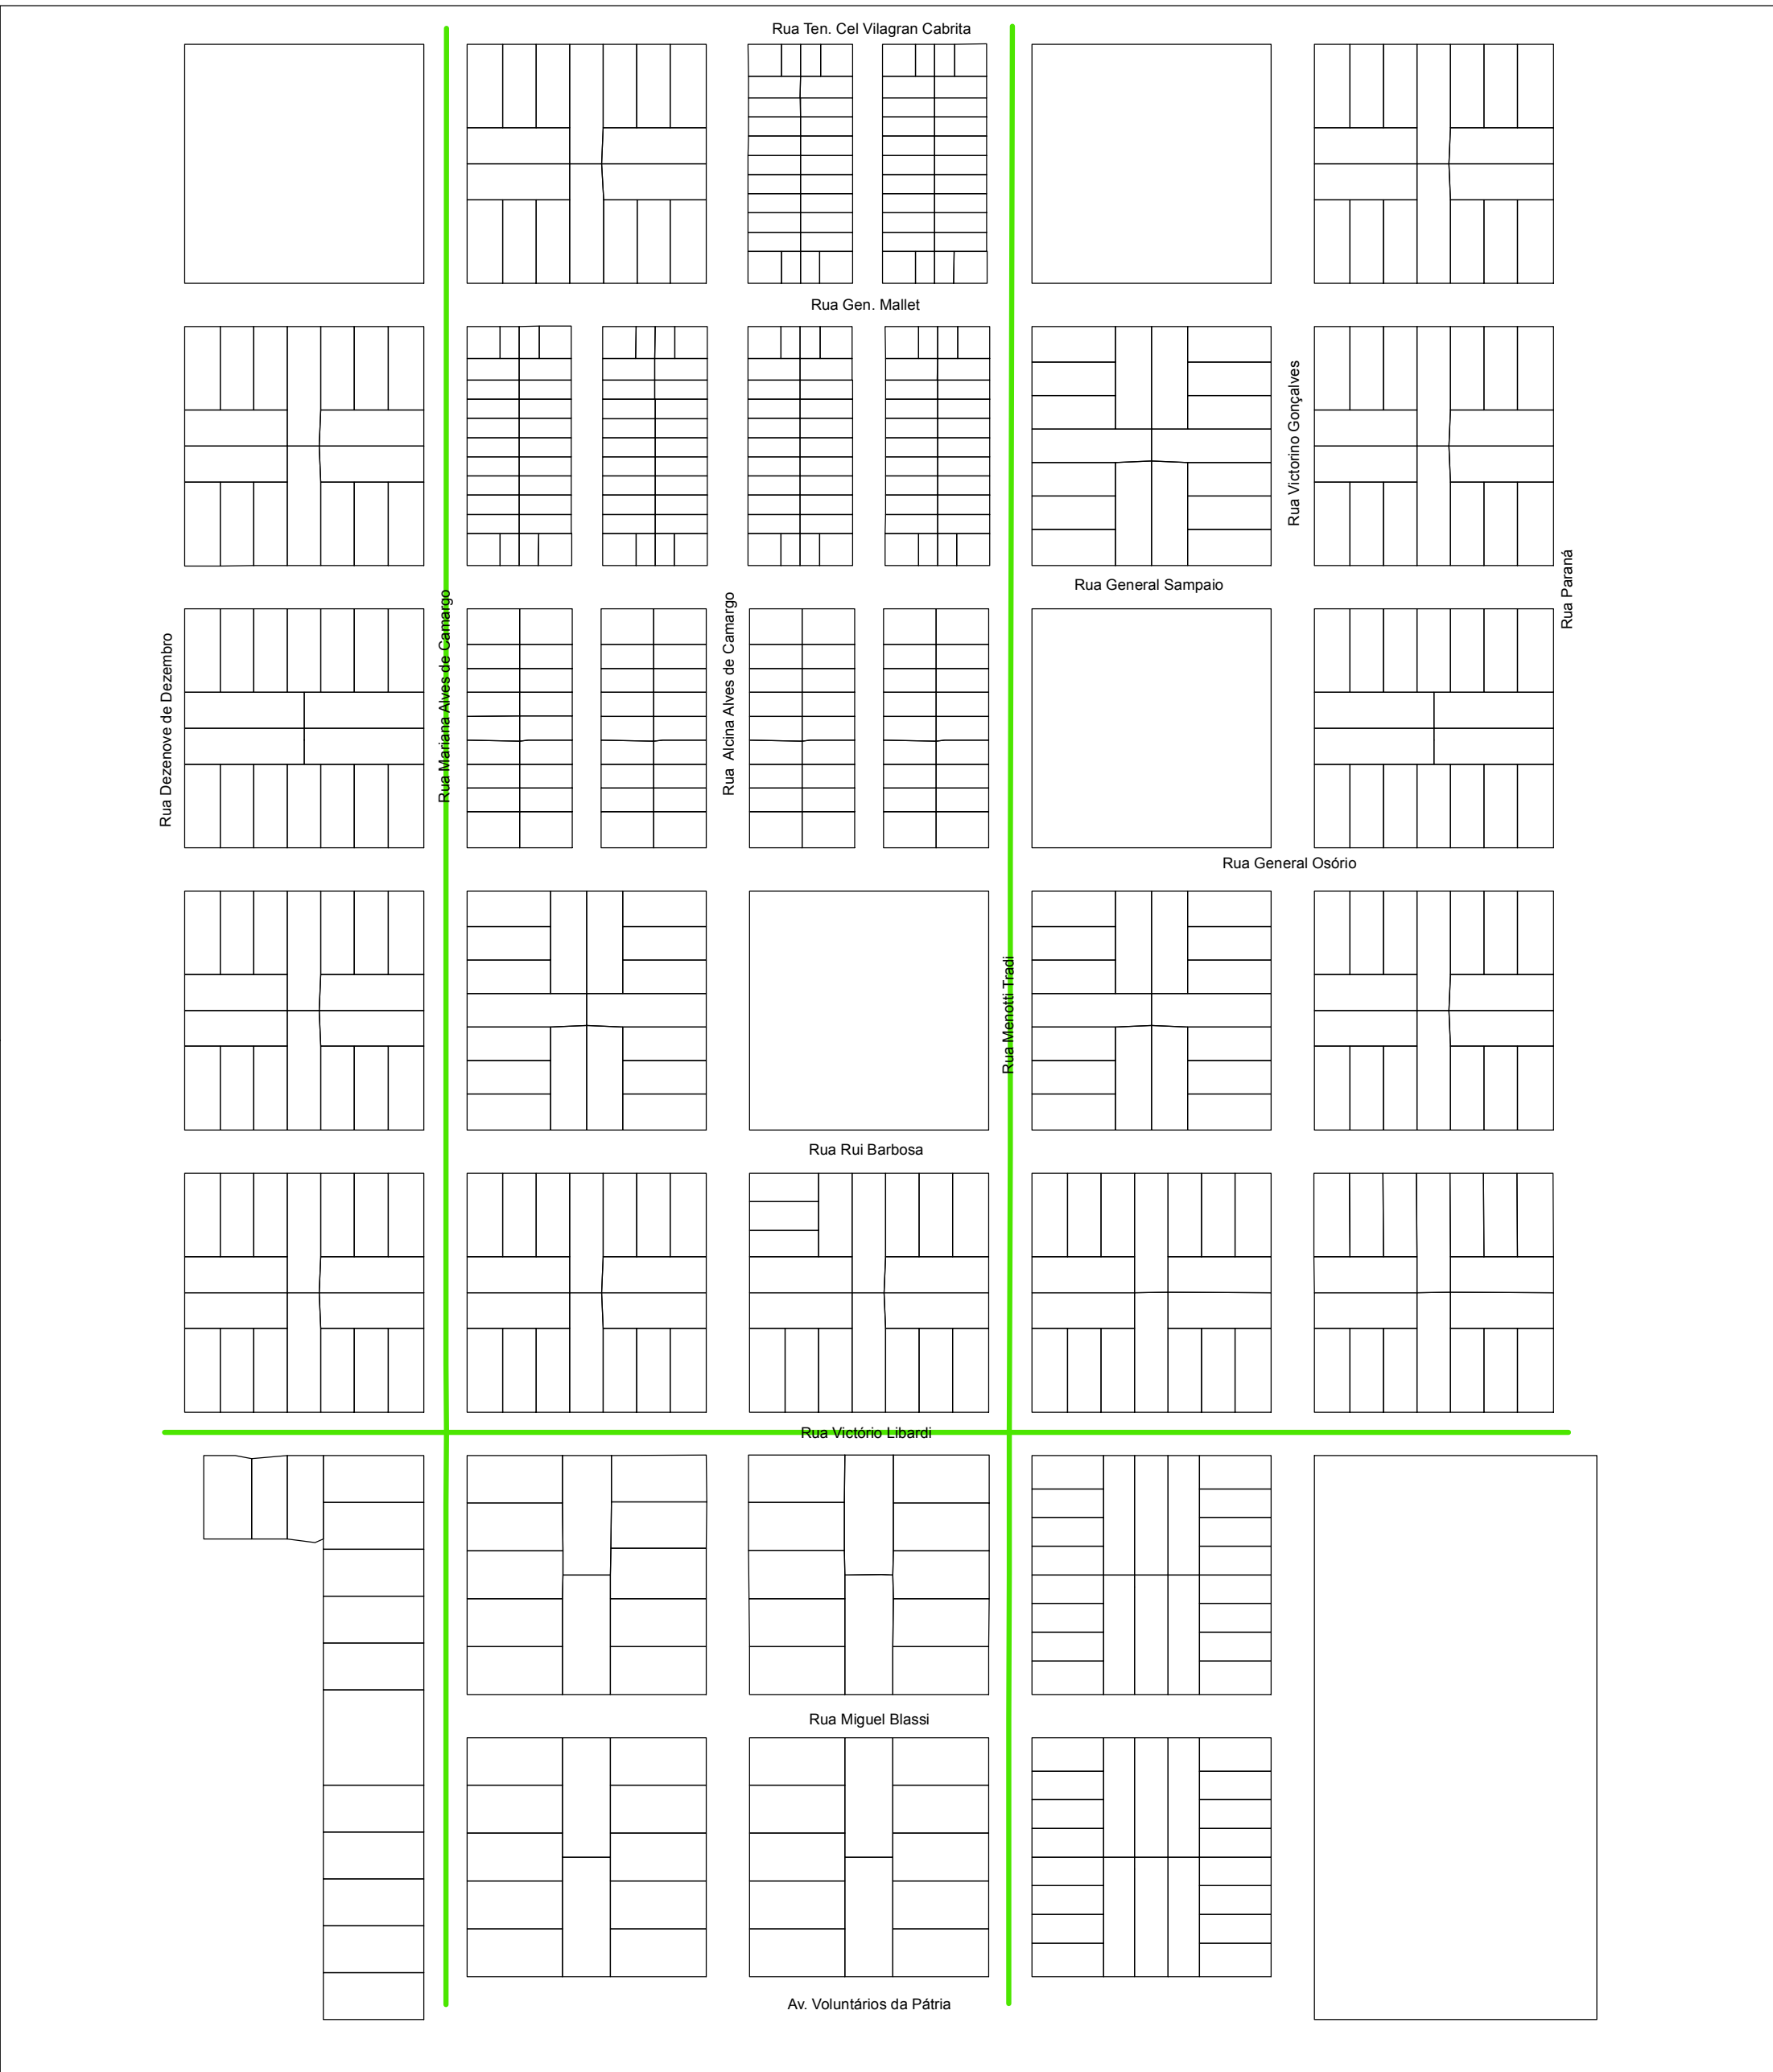 Rua Ten. Cel Vilagran Cabrita
Rua Gen. Mallet
Rua Victorino Gonçalves
Rua Paraná
Rua General Sampaio
Rua Dezenove de Dezembro
Rua Mariana Alves de Camargo
Rua Alcina Alves de Camargo
Rua General Osório
Rua Menotti Tradi
Rua Rui Barbosa
Rua Victório Libardi
Rua Miguel Blassi
Av. Voluntários da Pátria